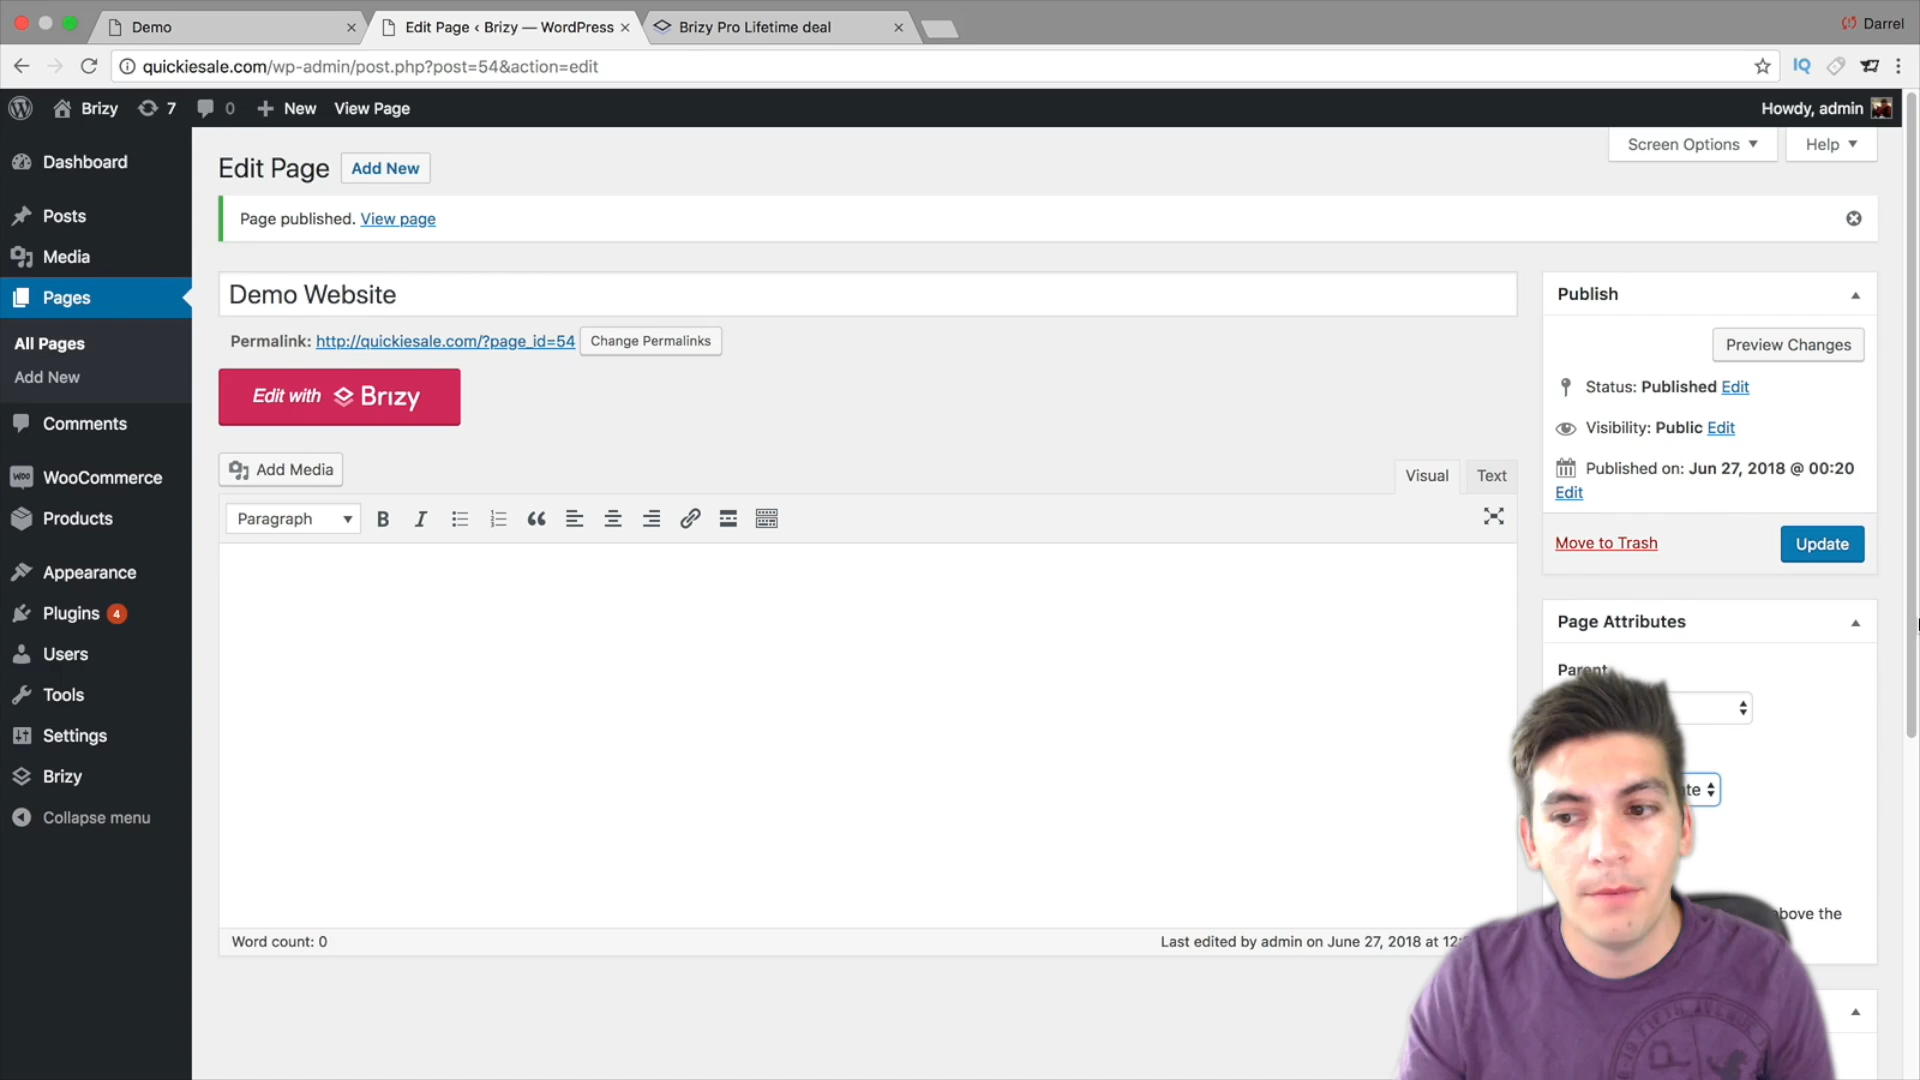 Demo
Edit Page ‹ Brizy — WordPress
Brizy Pro Lifetime deal
Darrel
quickiesale.com/wp-admin/post.php?post=54&action=edit
IQ
Brizy
7
0
New
View Page
Howdy, admin
Screen Options
Help
Dashboard
Posts
Media
Pages
All Pages
Add New
Comments
WooCommerce
Products
Appearance
Plugins 4
Users
Tools
Settings
Brizy
Collapse menu
Edit Page
Add New
Page published. View page
Demo Website
Permalink: http://quickiesale.com/?page_id=54
Change Permalinks
Edit with Brizy
Add Media
Visual
Text
Paragraph
B
I
Word count: 0
Last edited by admin on June 27, 2018 at
Publish
Preview Changes
Status: Published Edit
Visibility: Public Edit
Published on: Jun 27, 2018 @ 00:20
Edit
Move to Trash
Update
Page Attributes
Parent
above the